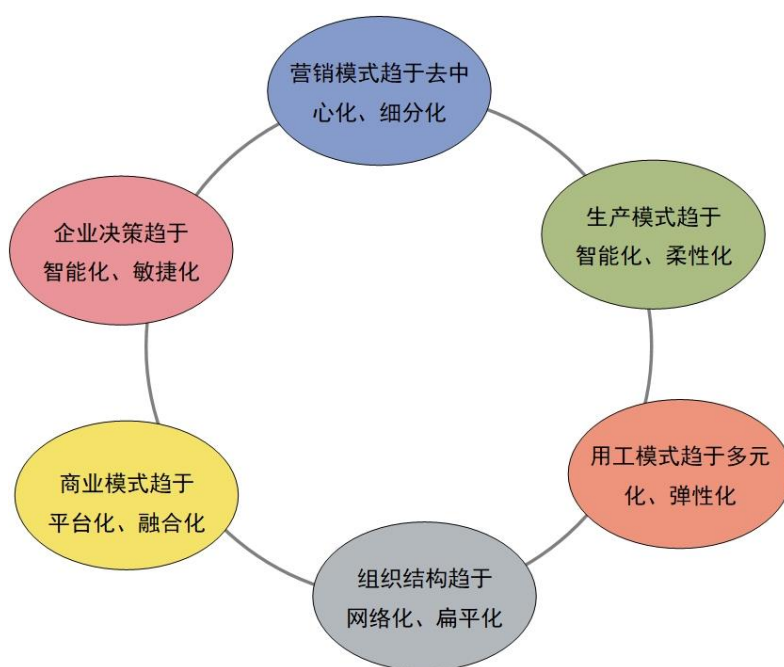 营销模式趋于去中
心化、细分化
生产模式趋于
智能化、柔性化
用工模式趋于多元
化、弹性化
组织结构趋于
网络化、扁平化
商业模式趋于
平台化、融合化
企业决策趋于
智能化、敏捷化